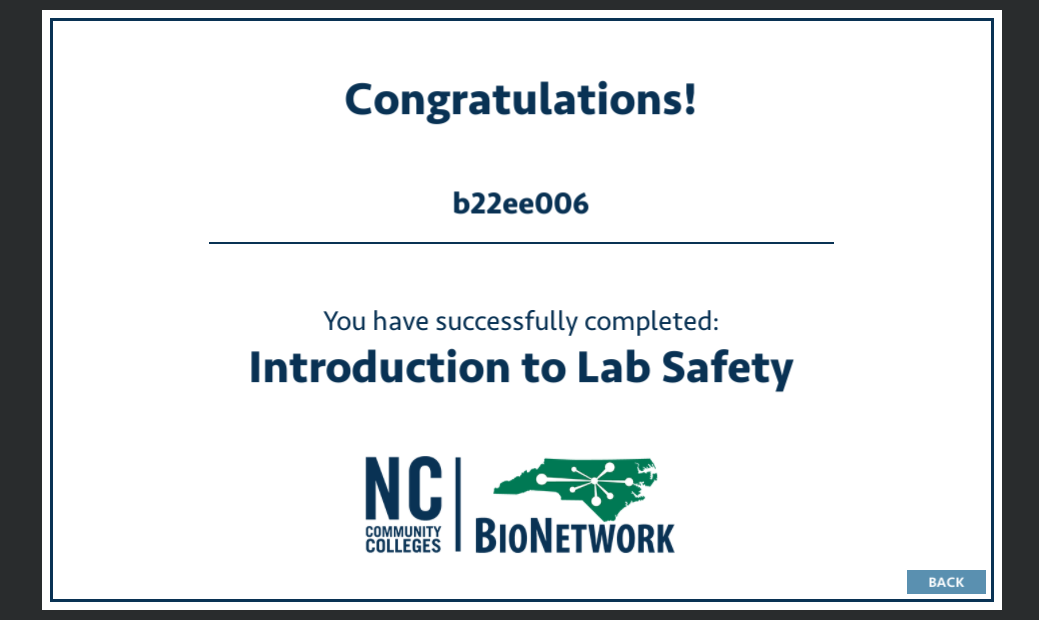 Congratulations!
b22ee006
You have successfully completed:
Introduction to Lab Safety
NC
COMMUNITY
COLLEGES
BIONETWORK
BACK